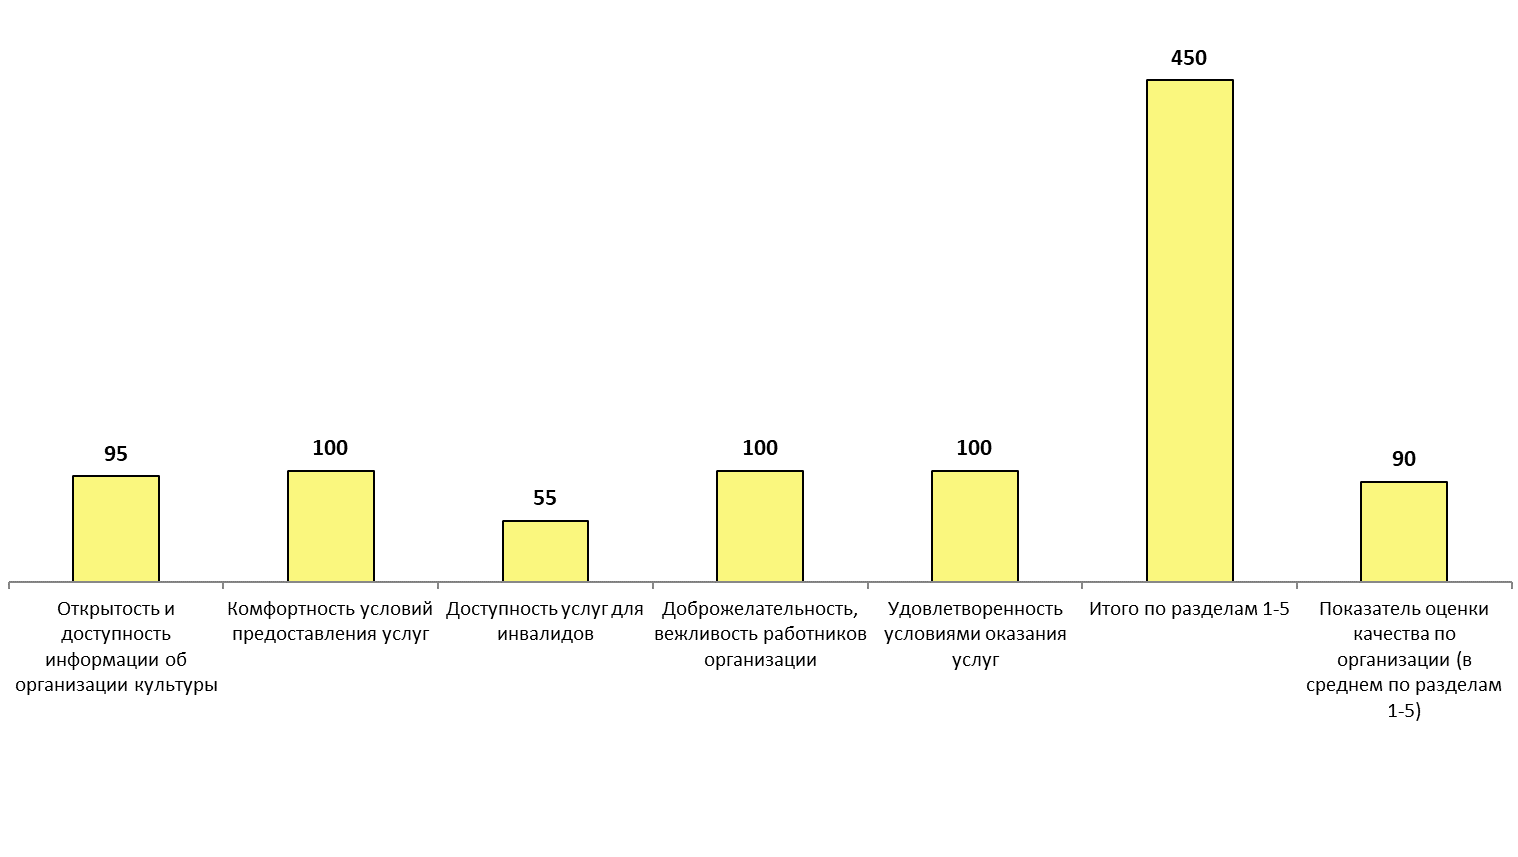 450
95
100
55
100
100
90
Открытость и
доступность
информации об
организации культуры
Комфортность условий
предоставления услуг
Доступность услуг для
инвалидов
Доброжелательность,
вежливость работников
организации
Удовлетворенность
условиями оказания
услуг
Итого по разделам 1-5
Показатель оценки
качества по
организации (в
среднем по разделам
1-5)